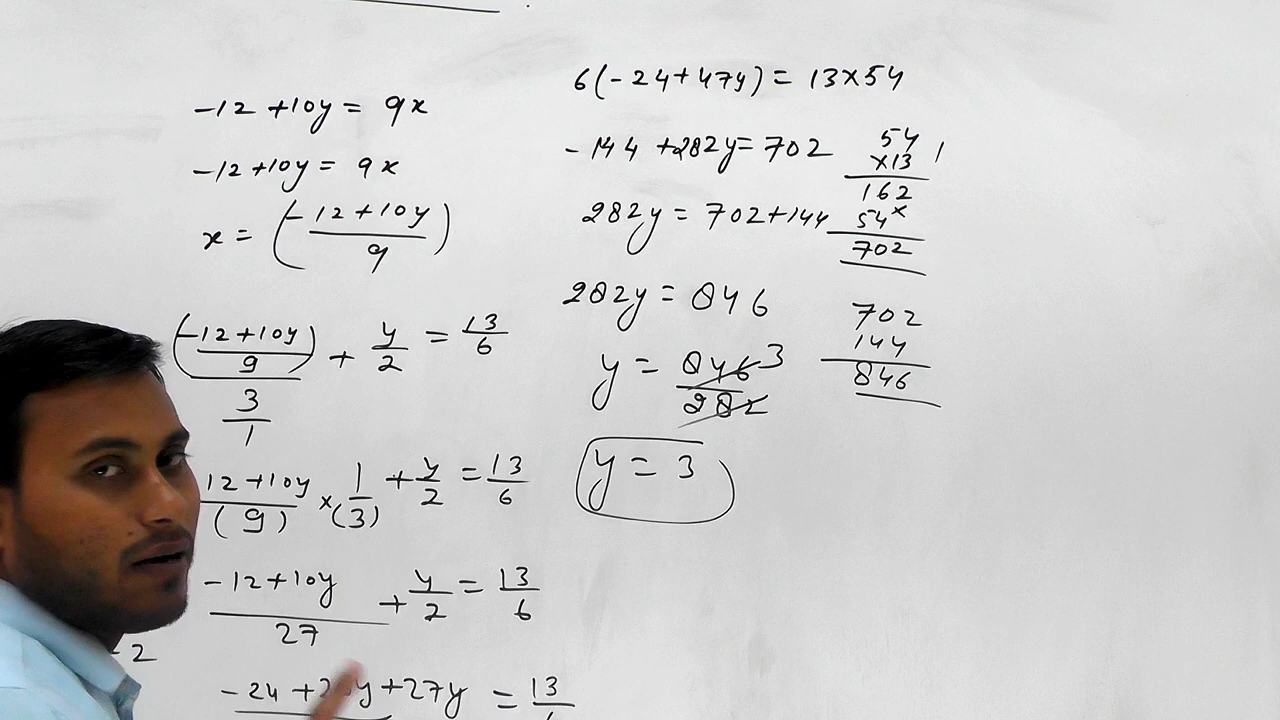 -12 +10y = 9x
-12 +10y = 9x
x = (-12+10y/9)
(-12+10y/9)/3/1 + y/2 = 13/6
12+10y/(9) × 1/(3) + y/2 = 13/6
-12+10y/27 + y/2 = 13/6
-2
-24 + y +27y = 13
6(-24+47y) = 13×54
-144 +282y = 702
282y = 702+144
282y = 846
y = 846/282 3
y = 3
54
×13
162
54×
702
702
144
846